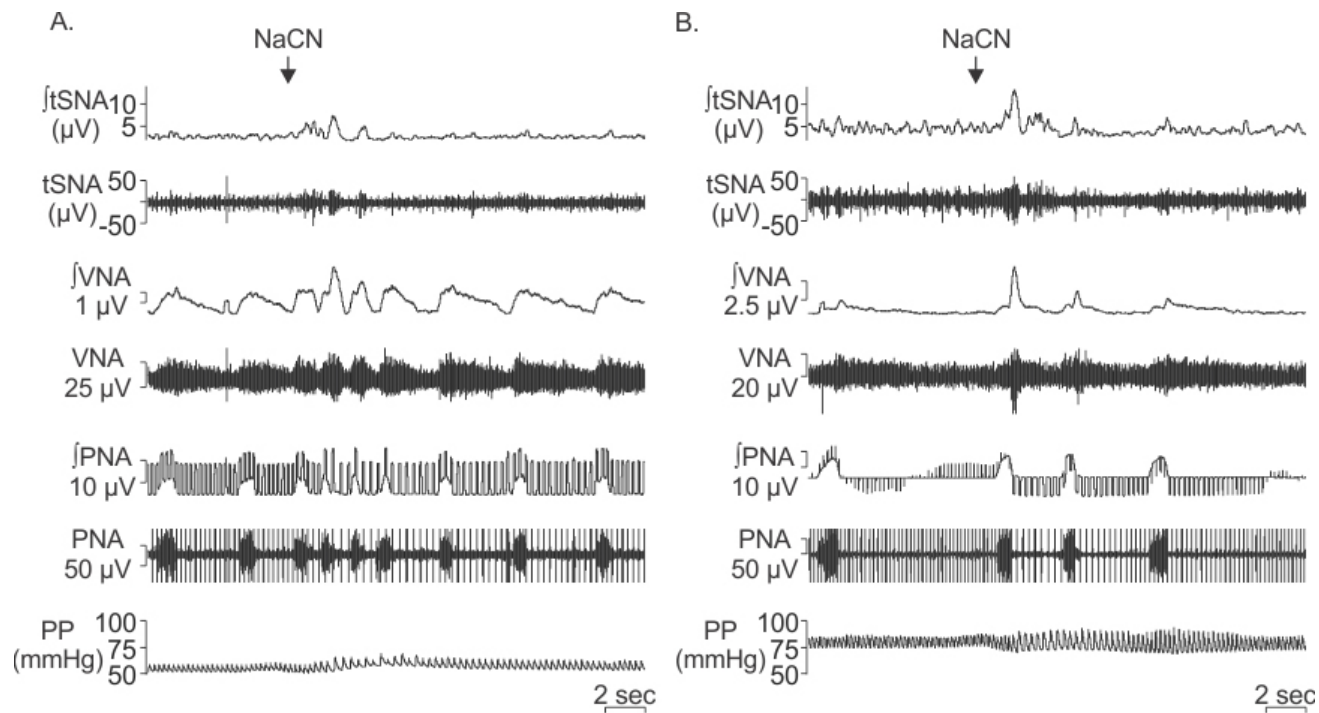 A.
NaCN
∫tSNA 10
(µV) 5
tSNA 50
(µV) -50
∫VNA
1 µV
VNA
25 µV
∫PNA
10 µV
PNA
50 µV
PP 100
75
(mmHg) 50
2 sec
B.
NaCN
∫tSNA 10
(µV) 5
tSNA 50
(µV) -50
∫VNA
2.5 µV
VNA
20 µV
∫PNA
10 µV
PNA
50 µV
PP 100
75
(mmHg) 50
2 sec